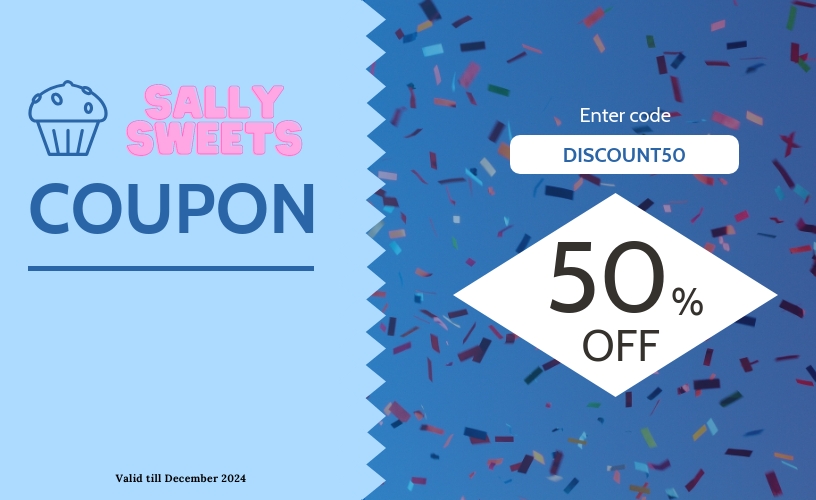 SALLY
SWEETS
COUPON
Valid till December 2024
Enter code
DISCOUNT50
50%
OFF